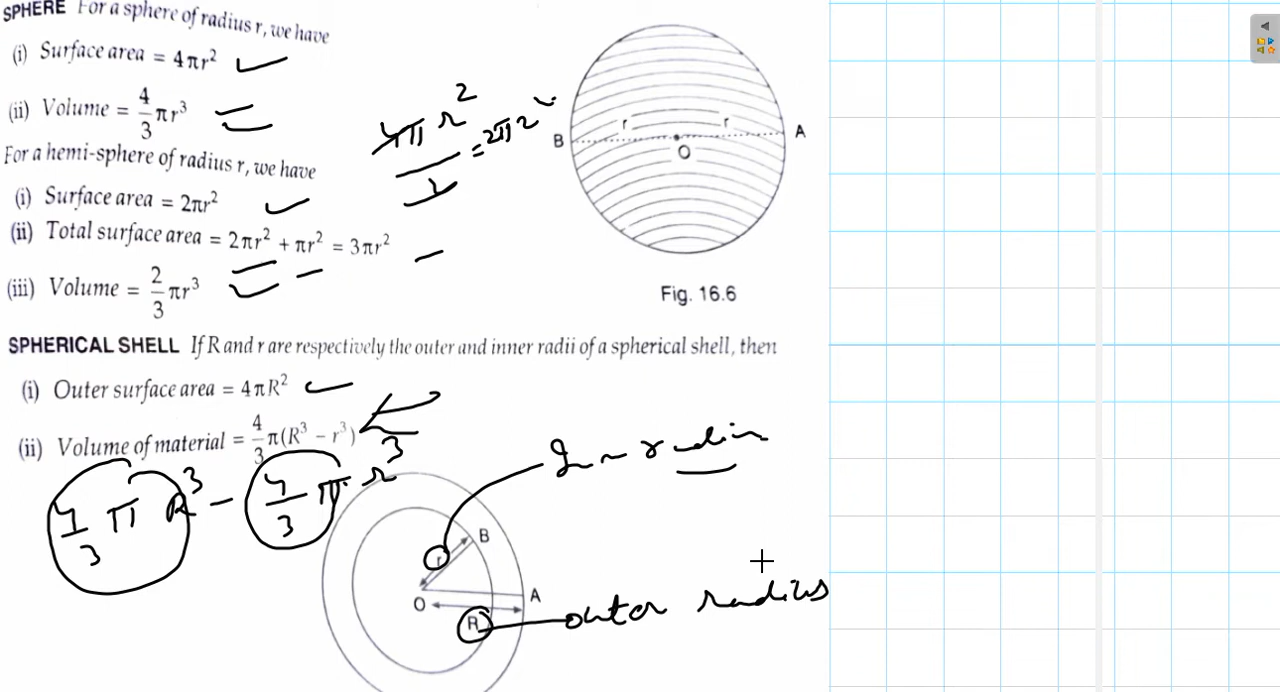 SPHERE For a sphere of radius r, we have
(i) Surface area = 4πr²
(ii) Volume = 4/3 πr³
For a hemi-sphere of radius r, we have
(i) Surface area = 2πr²
(ii) Total surface area = 2πr² + πr² = 3πr²
(iii) Volume = 2/3 πr³
4π r²
= 2πr²
2
B r r A
O
Fig. 16.6
SPHERICAL SHELL If R and r are respectively the outer and inner radii of a spherical shell, then
(i) Outer surface area = 4πR²
(ii) Volume of material = 4/3 π(R³ − r³)
4/3 π R³ − 4/3 π r³
radius
r B
O A
R outer radius